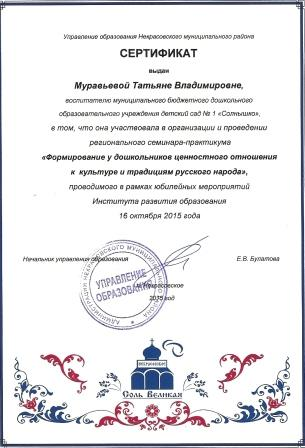 Управление образования Некрасовского муниципального района
СЕРТИФИКАТ
выдан
Муравьевой Татьяне Владимировне,
воспитателю муниципального бюджетного дошкольного
образовательного учреждения детский сад № 1 «Солнышко»,
в том, что она участвовала в организации и проведении
регионального семинара-практикума
«Формирование у дошкольников ценностного отношения
к культуре и традициям русского народа»,
проводимого в рамках юбилейных мероприятий
Института развития образования
16 октября 2015 года
Начальник управления образования Е.В. Булатова
УПРАВЛЕНИЕ
ОБРАЗОВАНИЯ
Некрасовское
2015 год
Соль Великая